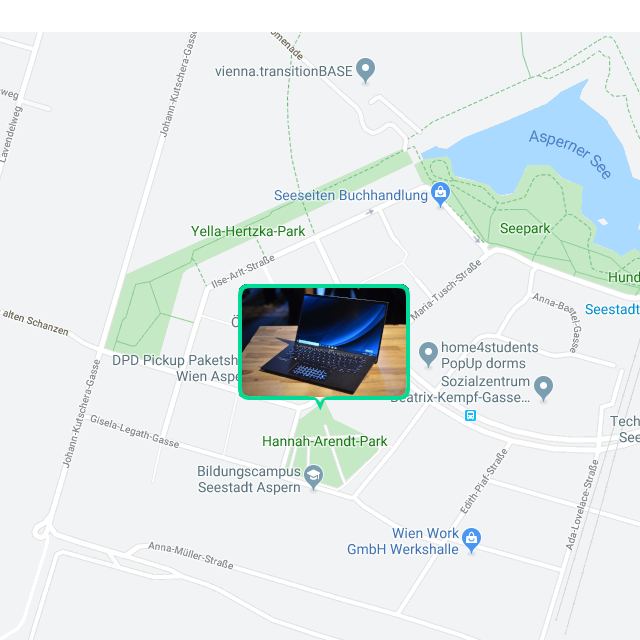 omenade
vienna.transitionBASE
Johann-Kutschera-Gasse
weg
Lavendelweg
Asperner
See
Seeseiten Buchhandlung
Seepark
Yella-Hertzka-Park
Ilse-Arlt-Straße
Maria-Tusch-Straße
Hund
Anna-Bastel-Gasse
Seestadt
alten Schanzen
home4students
PopUp dorms
DPD Pickup Paketsh
Wien Aspe
Sozialzentrum
Beatrix-Kempf-Gasse...
Johann-Kutschera-Gasse
Gisela-Legath-Gasse
Hannah-Arendt-Park
Tech
See
Bildungscampus
Seestadt Aspern
Edith-Piaf-Straße
Ada-Lovelace-Straße
Wien Work
GmbH Werkshalle
Anna-Müller-Straße